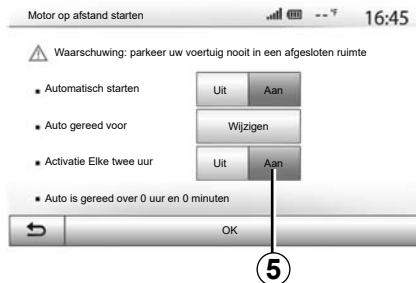 Motor op afstand starten -- °F 16:45
Waarschuwing: parkeer uw voertuig nooit in een afgesloten ruimte
Automatisch starten Uit Aan
Auto gereed voor Wijzigen
Activatie Elke twee uur Uit Aan
Auto is gereed over 0 uur en 0 minuten
OK
5